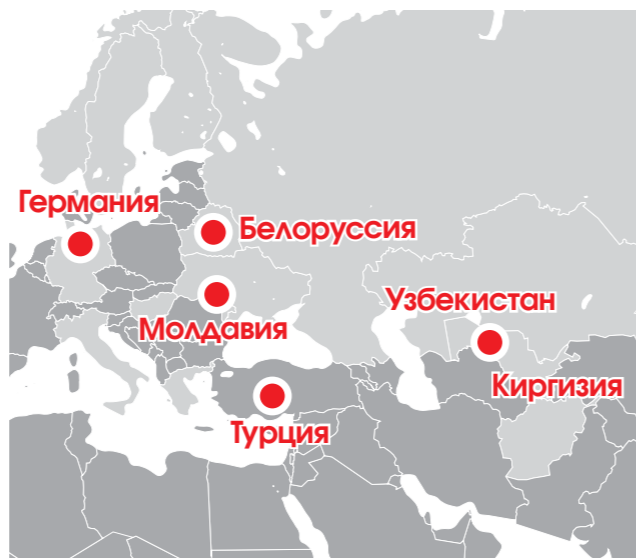 Германия
Белоруссия
Узбекистан
Молдавия
Киргизия
Турция